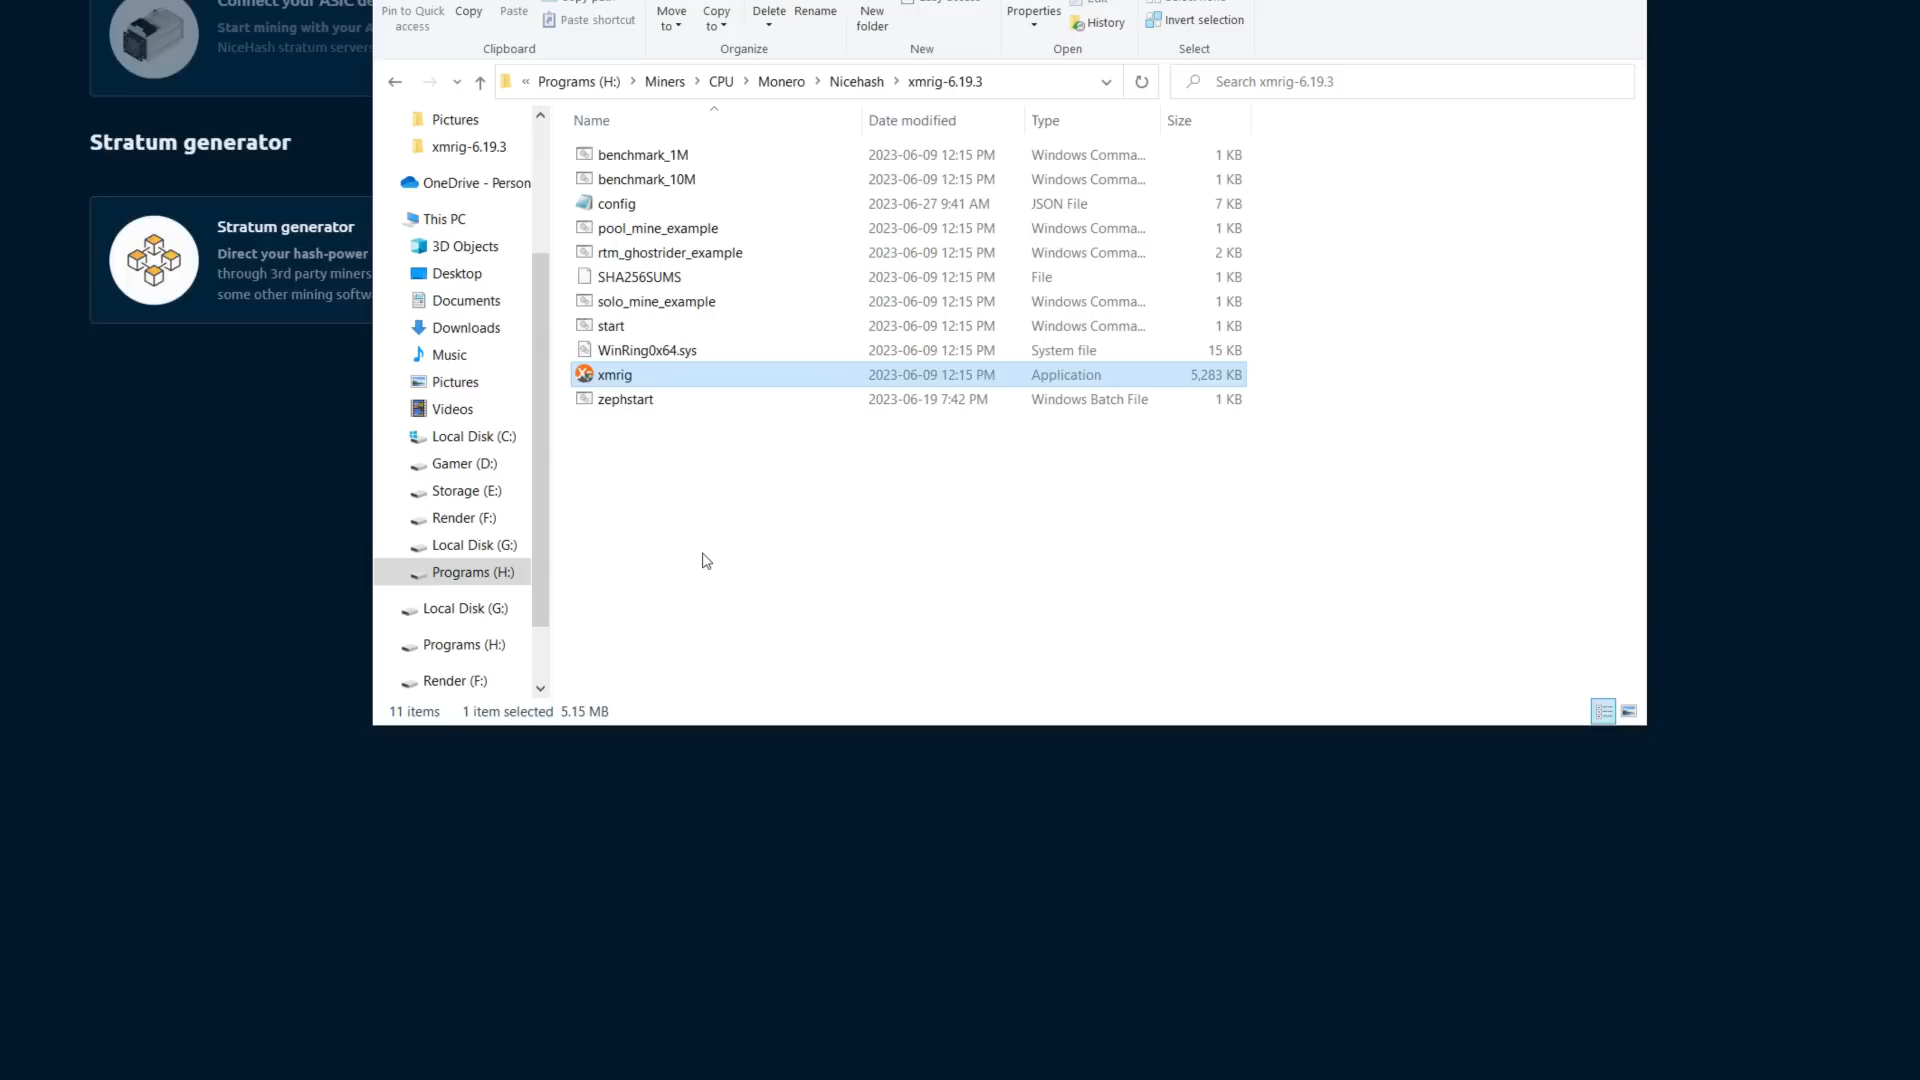 Connect your ASIC de
Start mining with your A
NiceHash stratum servers
Stratum generator
Stratum generator
Direct your hash-power
through 3rd party miners
some other mining softw
Pin to Quick access
Copy
Paste
Paste shortcut
Clipboard
Move to
Copy to
Delete
Rename
Organize
New folder
New
Properties
History
Open
Invert selection
Select
« Programs (H:) > Miners > CPU > Monero > Nicehash > xmrig-6.19.3
Search xmrig-6.19.3
Pictures
xmrig-6.19.3
OneDrive - Person
This PC
3D Objects
Desktop
Documents
Downloads
Music
Pictures
Videos
Local Disk (C:)
Gamer (D:)
Storage (E:)
Render (F:)
Local Disk (G:)
Programs (H:)
Local Disk (G:)
Programs (H:)
Render (F:)
Name Date modified Type Size
benchmark_1M 2023-06-09 12:15 PM Windows Comma... 1 KB
benchmark_10M 2023-06-09 12:15 PM Windows Comma... 1 KB
config 2023-06-27 9:41 AM JSON File 7 KB
pool_mine_example 2023-06-09 12:15 PM Windows Comma... 1 KB
rtm_ghostrider_example 2023-06-09 12:15 PM Windows Comma... 2 KB
SHA256SUMS 2023-06-09 12:15 PM File 1 KB
solo_mine_example 2023-06-09 12:15 PM Windows Comma... 1 KB
start 2023-06-09 12:15 PM Windows Comma... 1 KB
WinRing0x64.sys 2023-06-09 12:15 PM System file 15 KB
xmrig 2023-06-09 12:15 PM Application 5,283 KB
zephstart 2023-06-19 7:42 PM Windows Batch File 1 KB
11 items 1 item selected 5.15 MB